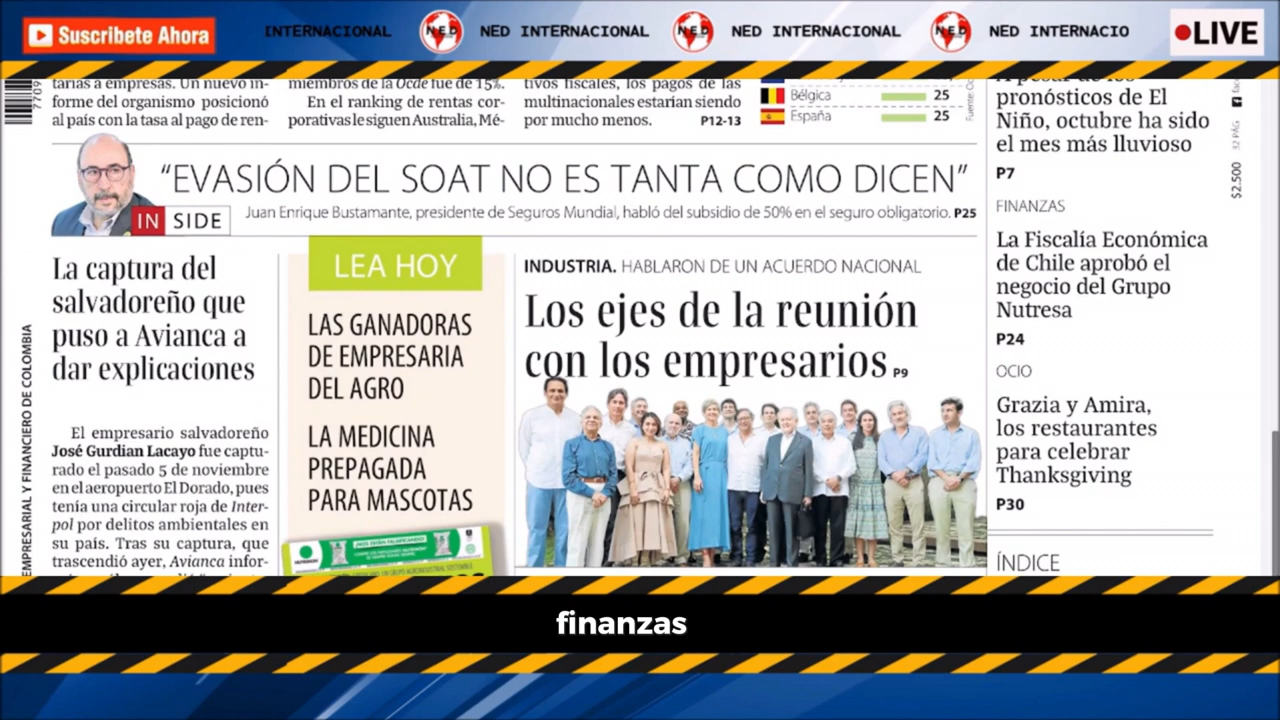 Suscribete Ahora
INTERNACIONAL
NED
NED INTERNACIONAL
NED
NED INTERNACIONAL
NED
NED INTERNACIO
LIVE
7709
tarias a empresas. Un nuevo in-
forme del organismo posicionó
al país con la tasa al pago de ren-
miembros de la Ocde fue de 15%.
En el ranking de rentas cor-
porativas le siguen Australia, Mé-
tivos fiscales, los pagos de las
multinacionales estarían siendo
por mucho menos. P12-13
Bélgica 25
España 25
"EVASIÓN DEL SOAT NO ES TANTA COMO DICEN"
Juan Enrique Bustamante, presidente de Seguros Mundial, habló del subsidio de 50% en el seguro obligatorio. P25
IN SIDE
EMPRESARIAL Y FINANCIERO DE COLOMBIA
La captura del
salvadoreño que
puso a Avianca a
dar explicaciones
El empresario salvadoreño
José Gurdian Lacayo fue captu-
rado el pasado 5 de noviembre
en el aeropuerto El Dorado, pues
tenía una circular roja de Inter-
pol por delitos ambientales en
su país. Tras su captura, que
trascendió ayer, Avianca infor-
LEA HOY
LAS GANADORAS
DE EMPRESARIA
DEL AGRO
LA MEDICINA
PREPAGADA
PARA MASCOTAS
INDUSTRIA. HABLARON DE UN ACUERDO NACIONAL
Los ejes de la reunión
con los empresarios P9
A pesar de los
pronósticos de El
Niño, octubre ha sido
el mes más lluvioso
P7
FINANZAS
La Fiscalía Económica
de Chile aprobó el
negocio del Grupo
Nutresa
P24
OCIO
Grazia y Amira,
los restaurantes
para celebrar
Thanksgiving
P30
ÍNDICE
32 PÁG
$2.500
finanzas